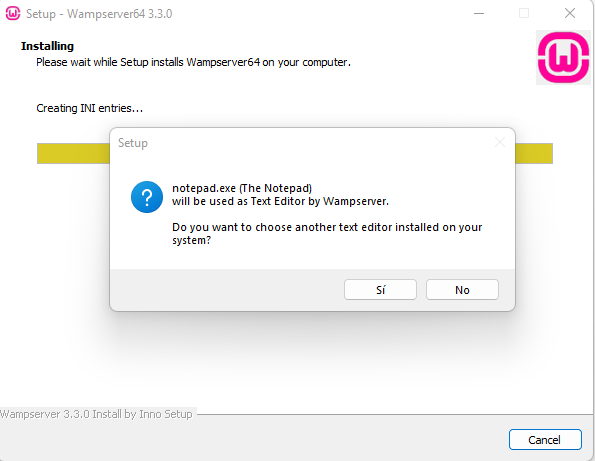 Setup - Wampserver64 3.3.0
Installing
Please wait while Setup installs Wampserver64 on your computer.
Creating INI entries...
Setup
notepad.exe (The Notepad)
will be used as Text Editor by Wampserver.
Do you want to choose another text editor installed on your
system?
Sí
No
Wampserver 3.3.0 Install by Inno Setup
Cancel